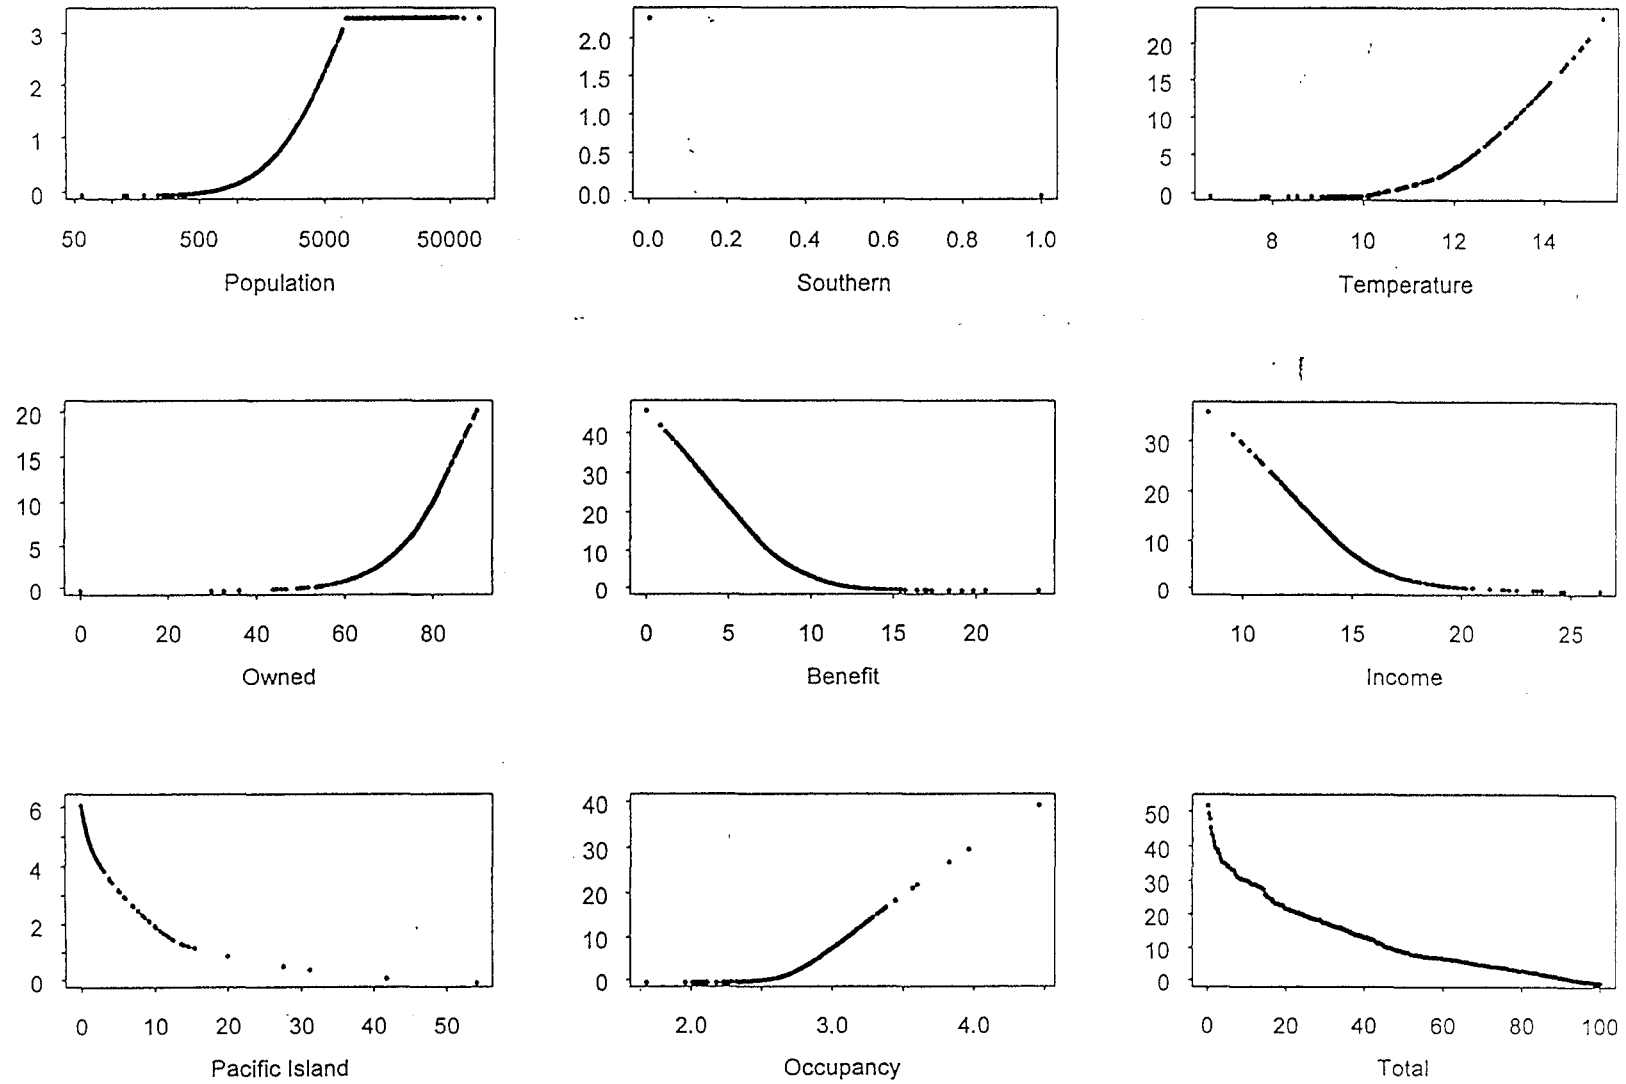 3
2
1
0
50 500 5000 50000
Population
2.0
1.5
1.0
0.5
0.0
0.0 0.2 0.4 0.6 0.8 1.0
Southern
20
15
10
5
0
8 10 12 14
Temperature
20
15
10
5
0
0 20 40 60 80
Owned
40
30
20
10
0
0 5 10 15 20
Benefit
30
20
10
0
10 15 20 25
Income
6
4
2
0
0 10 20 30 40 50
Pacific Island
40
30
20
10
0
2.0 3.0 4.0
Occupancy
50
40
30
20
10
0
0 20 40 60 80 100
Total